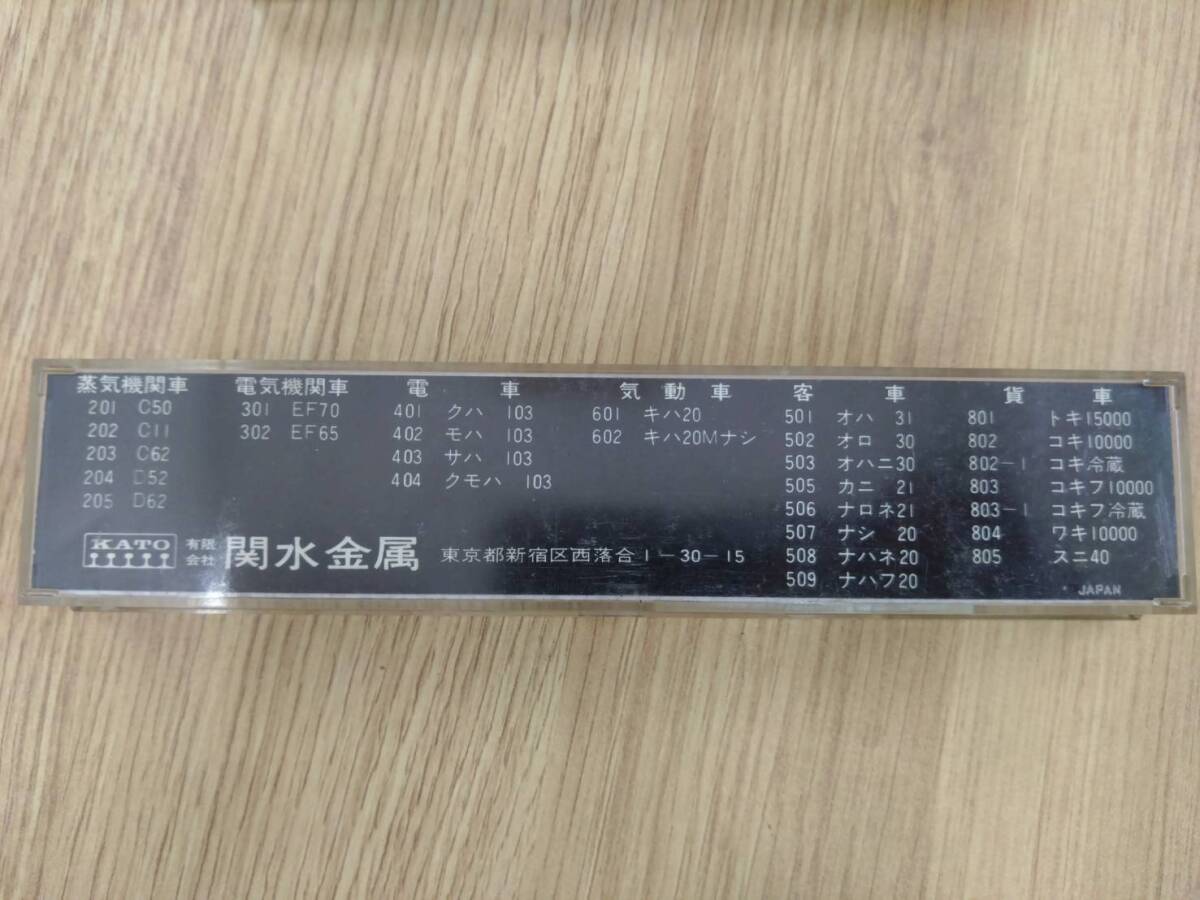 蒸気機関車
201 C50
202 C11
203 C62
204 D52
205 D62
電気機関車
301 EF70
302 EF65
電車
401 クハ 103
402 モハ 103
403 サハ 103
404 クモハ 103
気動車
601 キハ20
602 キハ20Mナシ
客車
501 オハ 31
502 オロ 30
503 オハニ30
505 カニ 21
506 ナロネ21
507 ナシ 20
508 ナハネ20
509 ナハフ20
貨車
801 トキ15000
802 コキ10000
802-1 コキ冷蔵
803 コキフ10000
803-1 コキフ冷蔵
804 ワキ10000
805 スニ40
KATO
有限会社 関水金属 東京都新宿区西落合1-30-15
JAPAN